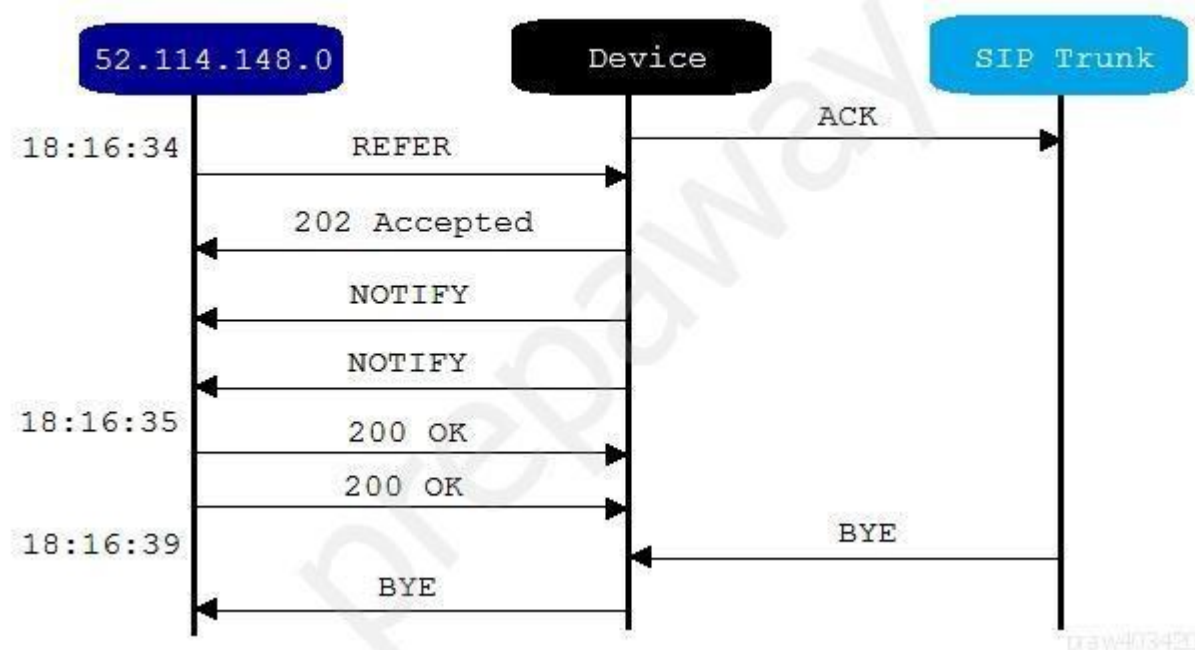 52.114.148.0
Device
SIP Trunk
ACK
18:16:34
REFER
202 Accepted
NOTIFY
NOTIFY
18:16:35
200 OK
200 OK
18:16:39
BYE
BYE
prepaway